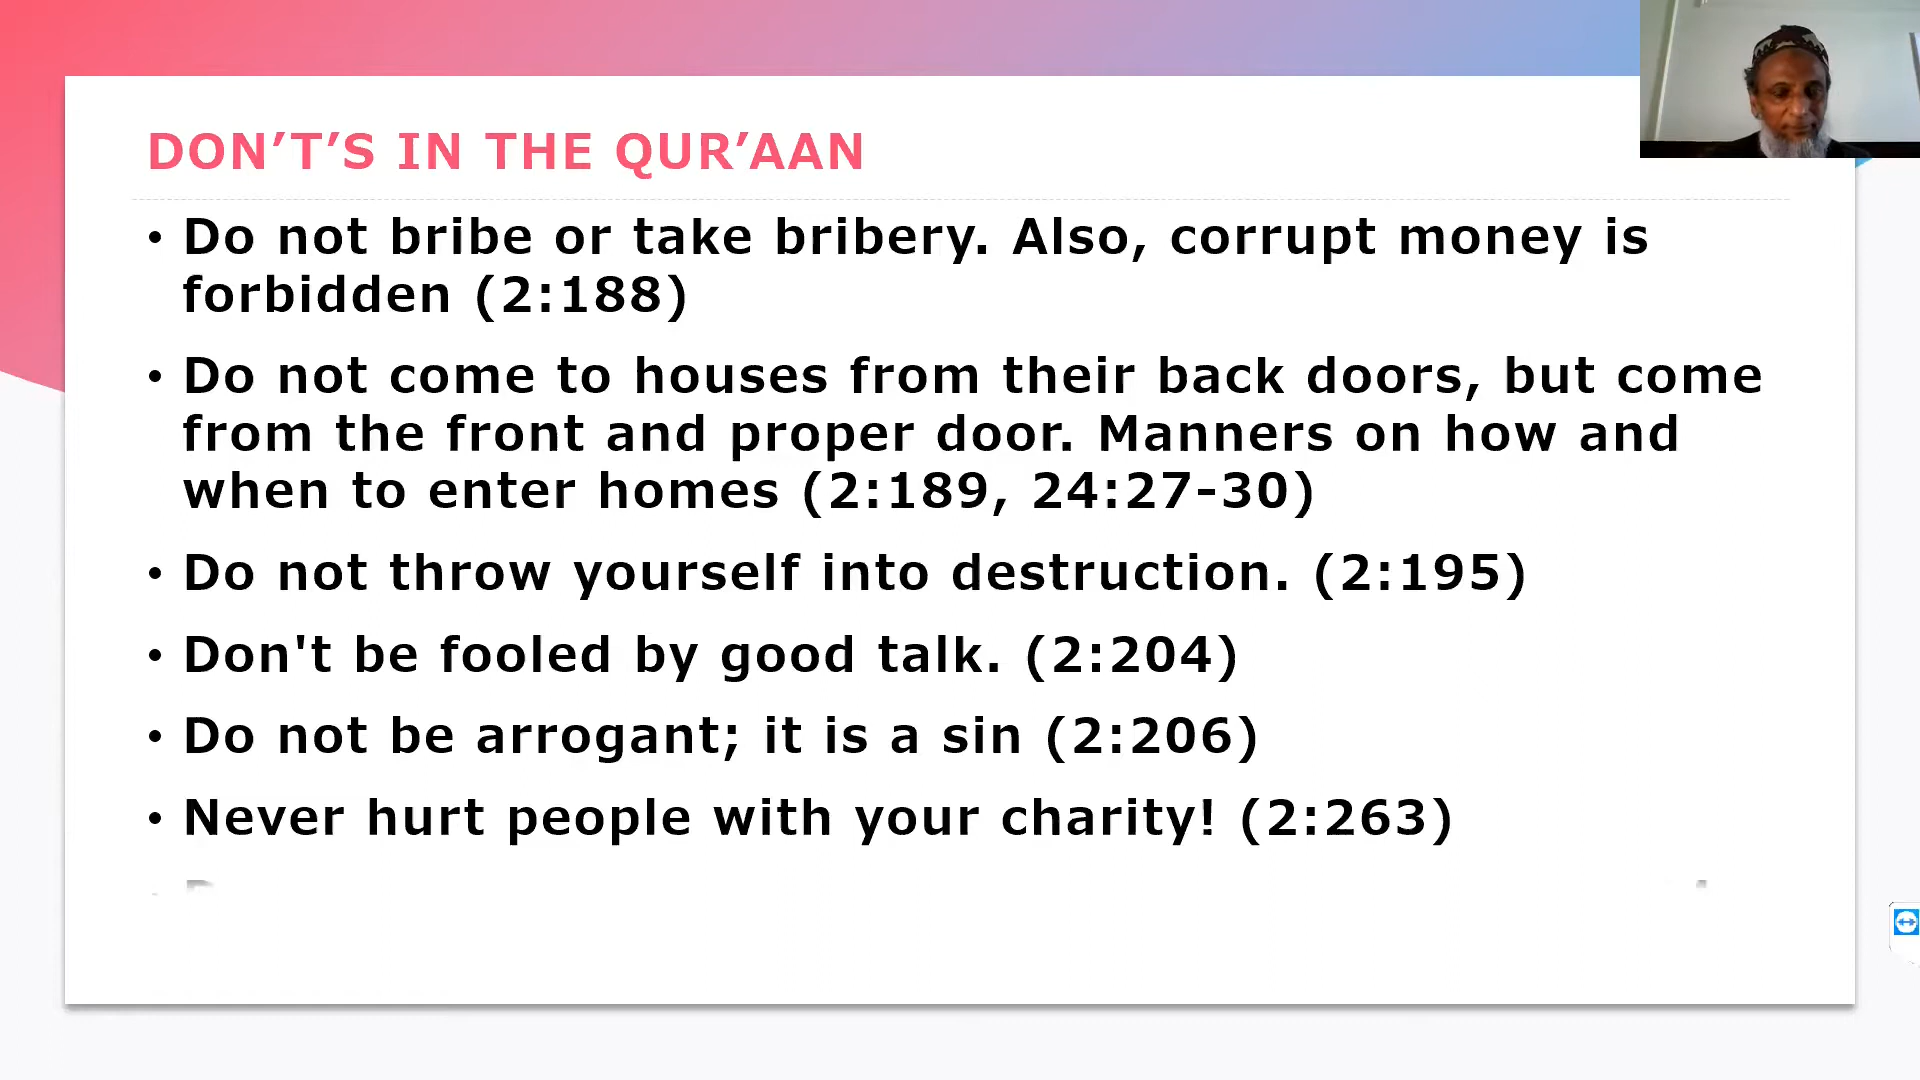 DON’T’S IN THE QUR’AAN
• Do not bribe or take bribery. Also, corrupt money is
forbidden (2:188)
• Do not come to houses from their back doors, but come
from the front and proper door. Manners on how and
when to enter homes (2:189, 24:27-30)
• Do not throw yourself into destruction. (2:195)
• Don't be fooled by good talk. (2:204)
• Do not be arrogant; it is a sin (2:206)
• Never hurt people with your charity! (2:263)